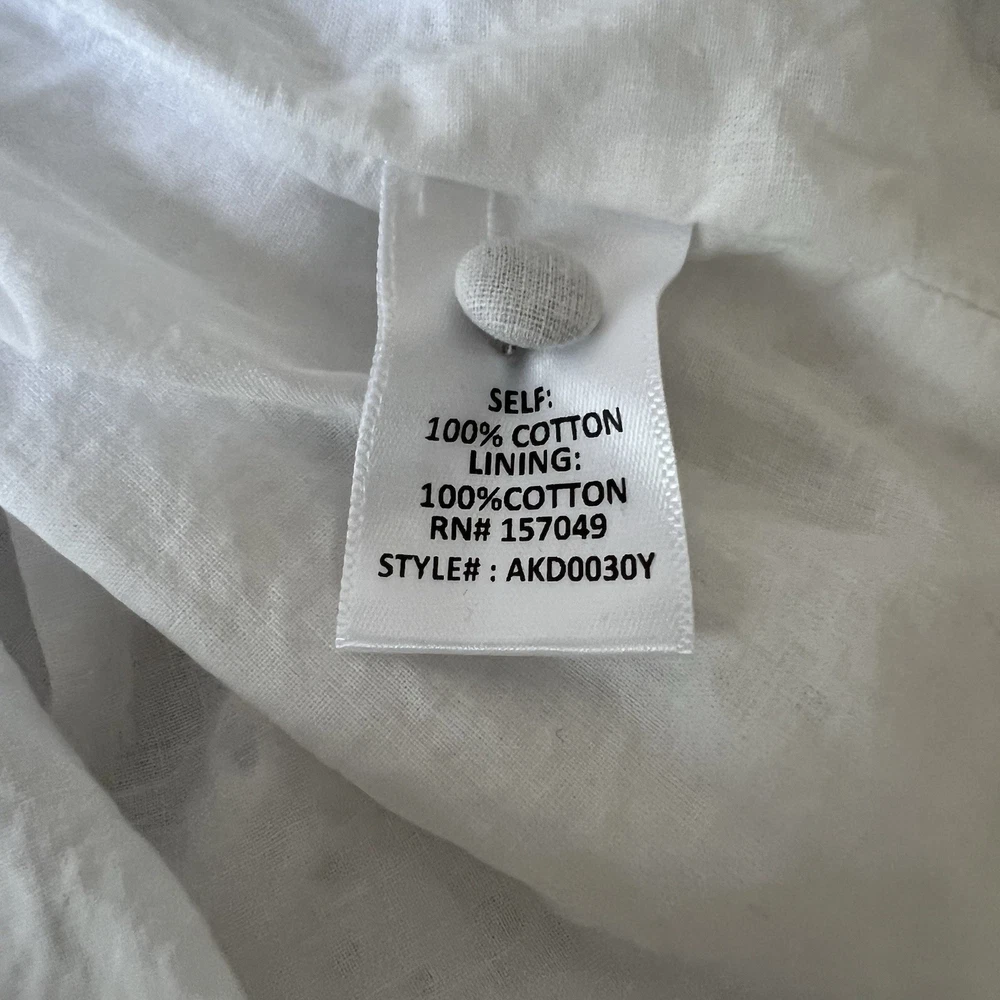 SELF:
100% COTTON
LINING:
100%COTTON
RN# 157049
STYLE# : AKD0030Y